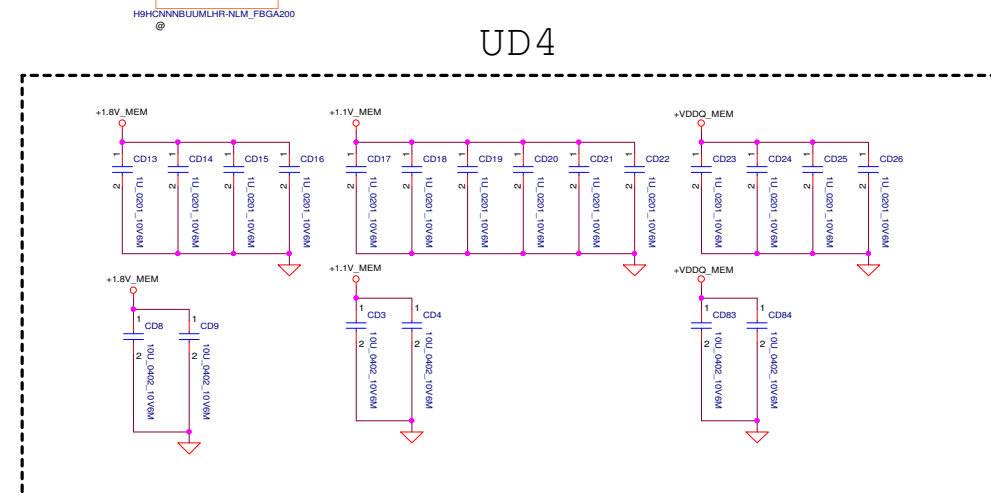 H9HCNNNBUUMLHR-NLM_FBGA200
@
UD4
+1.8V_MEM
+1.1V_MEM
+VDDQ_MEM
1 CD13 1 CD14 1 CD15 1 CD16 1 CD17 1 CD18 1 CD19 1 CD20 1 CD21 1 CD22 1 CD23 1 CD24 1 CD25 1 CD26
2 1U_0201_10V6M 2 1U_0201_10V6M 2 1U_0201_10V6M 2 1U_0201_10V6M 2 1U_0201_10V6M 2 1U_0201_10V6M 2 1U_0201_10V6M 2 1U_0201_10V6M 2 1U_0201_10V6M 2 1U_0201_10V6M 2 1U_0201_10V6M 2 1U_0201_10V6M 2 1U_0201_10V6M 2 1U_0201_10V6M
+1.8V_MEM
+1.1V_MEM
+VDDQ_MEM
1 CD8 1 CD9 1 CD3 1 CD4 1 CD83 1 CD84
2 10U_0402_10V6M 2 10U_0402_10V6M 2 10U_0402_10V6M 2 10U_0402_10V6M 2 10U_0402_10V6M 2 10U_0402_10V6M